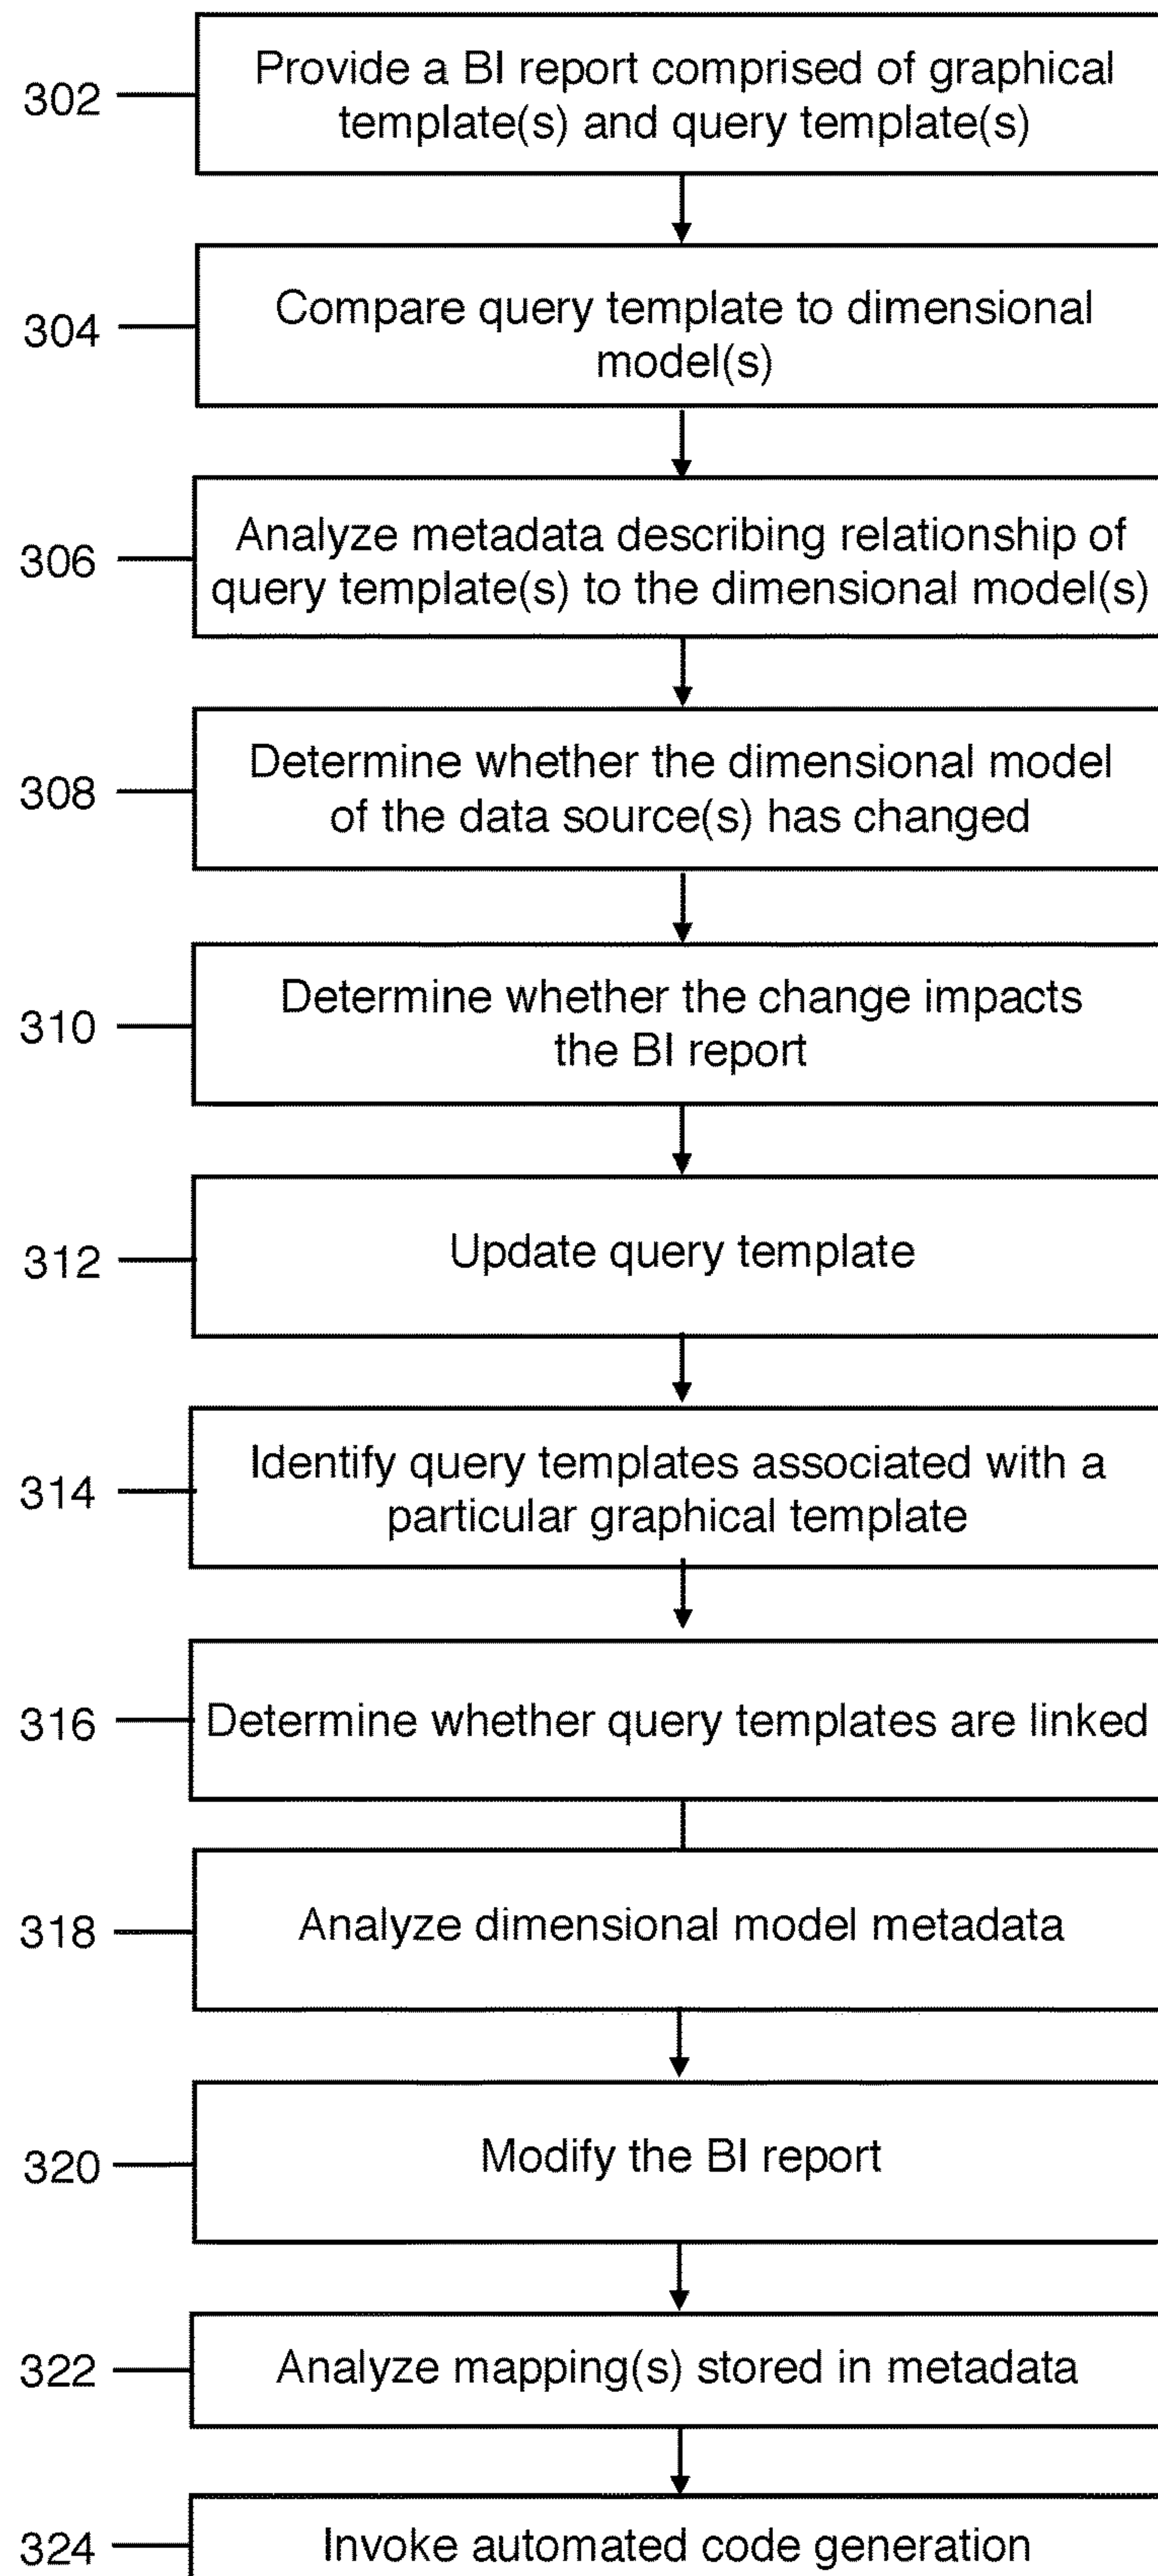 302
Provide a BI report comprised of graphical
template(s) and query template(s)
304
Compare query template to dimensional
model(s)
306
Analyze metadata describing relationship of
query template(s) to the dimensional model(s)
308
Determine whether the dimensional model
of the data source(s) has changed
310
Determine whether the change impacts
the BI report
312
Update query template
314
Identify query templates associated with a
particular graphical template
316
Determine whether query templates are linked
318
Analyze dimensional model metadata
320
Modify the BI report
322
Analyze mapping(s) stored in metadata
324
Invoke automated code generation